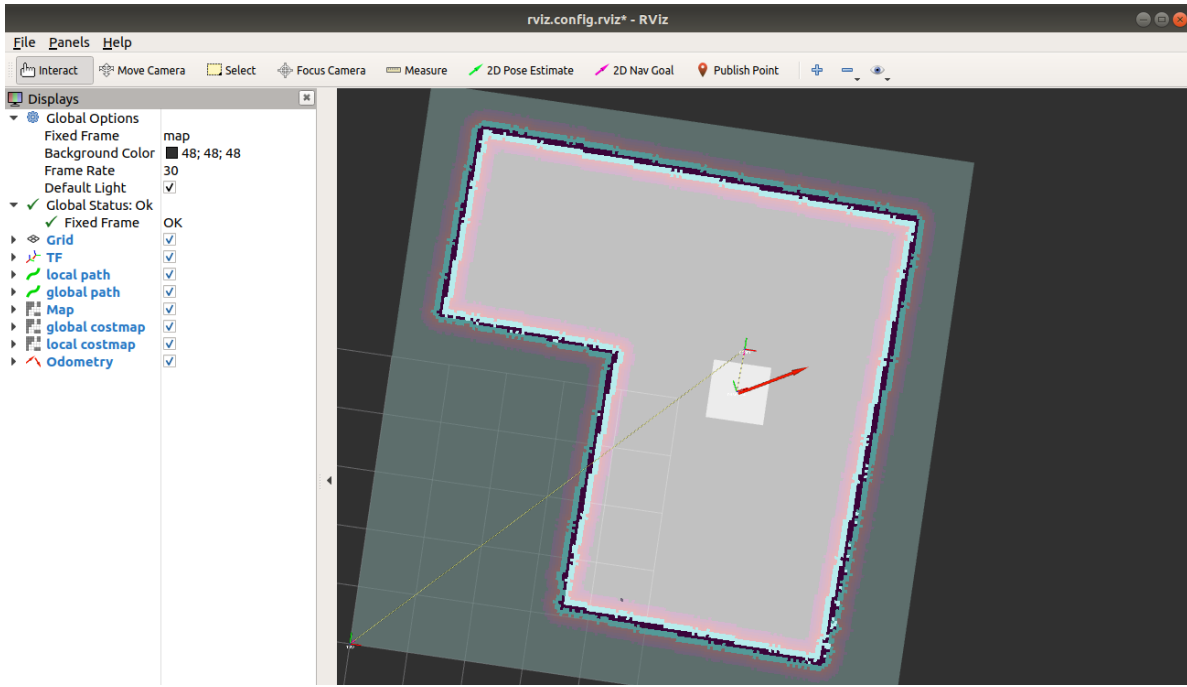 rviz.config.rviz* - RViz
File Panels Help
Interact Move Camera Select Focus Camera Measure 2D Pose Estimate 2D Nav Goal Publish Point
Displays
Global Options
Fixed Frame map
Background Color 48; 48; 48
Frame Rate 30
Default Light
Global Status: Ok
Fixed Frame OK
Grid
TF
local path
global path
Map
global costmap
local costmap
Odometry